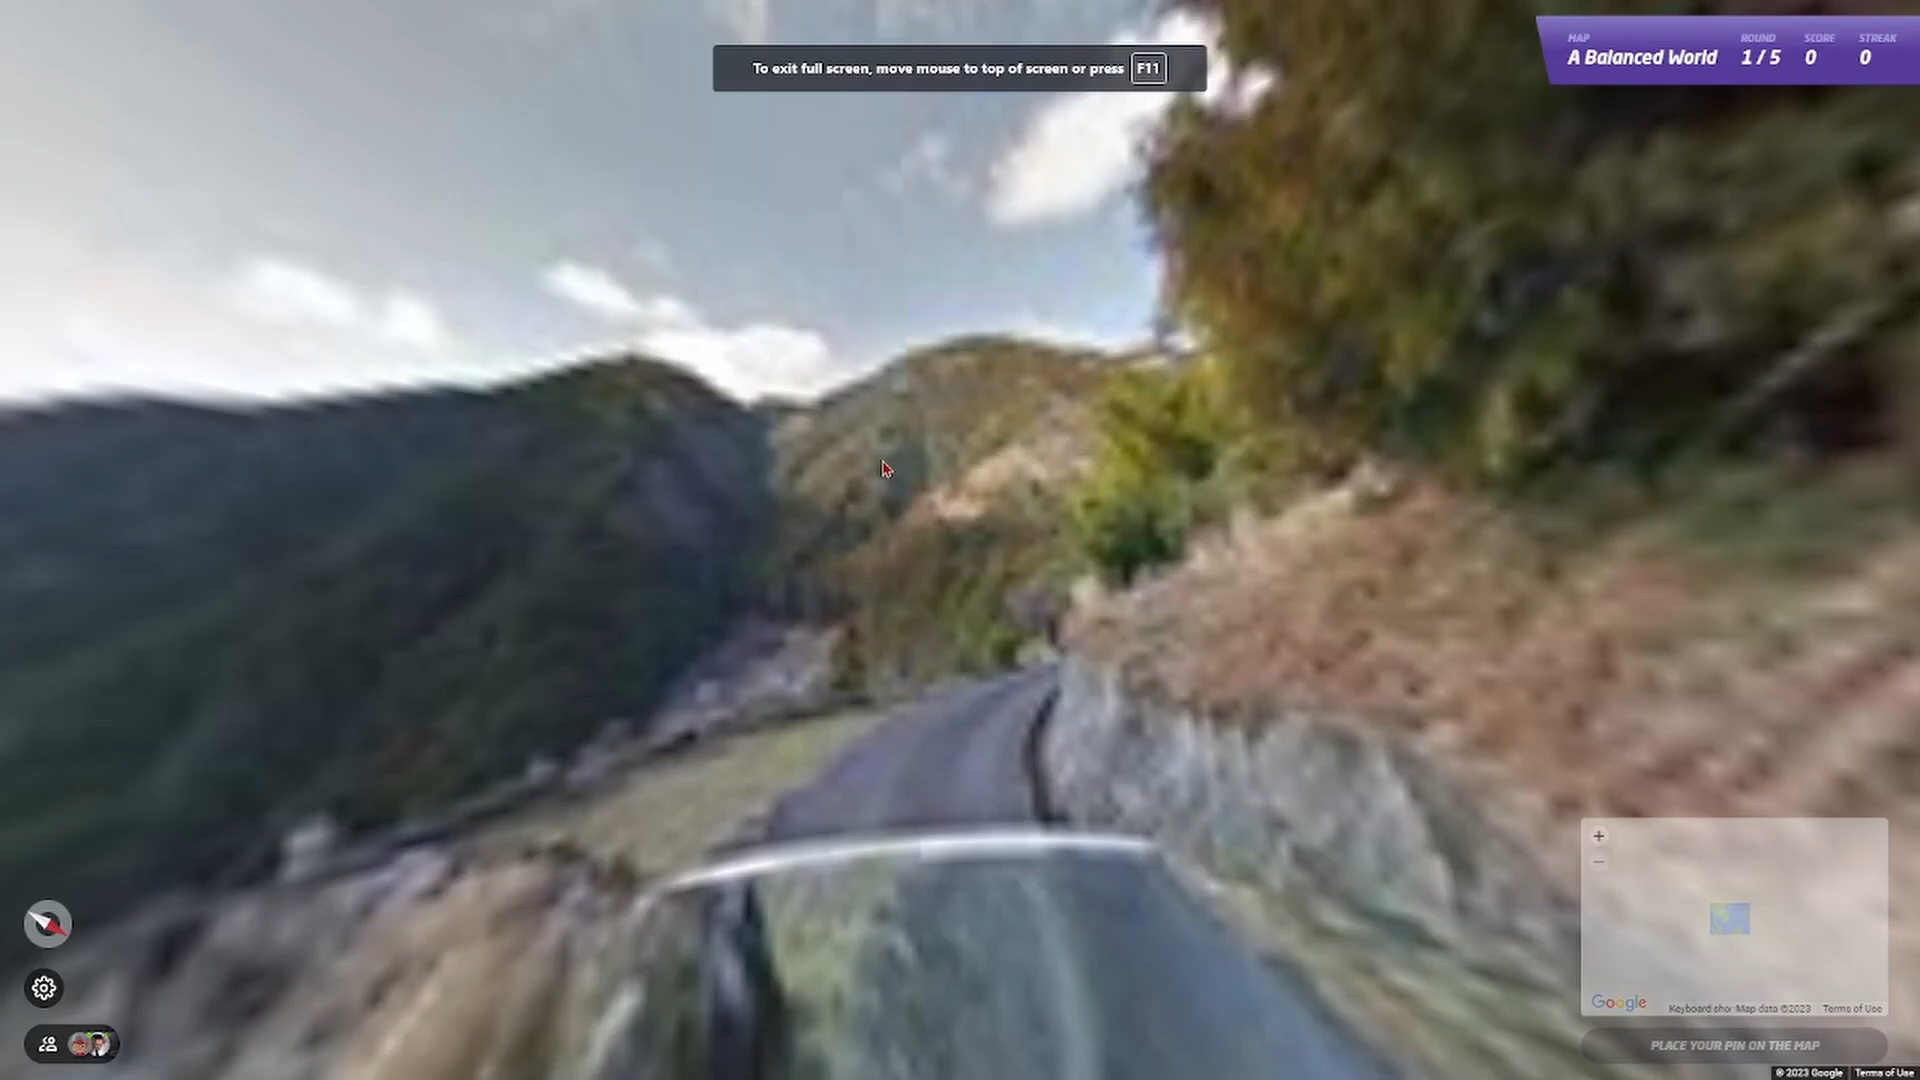 To exit full screen, move mouse to top of screen or press F11
MAP
A Balanced World
ROUND
1 / 5
SCORE
0
STREAK
0
+
−
Google
Keyboard sho
Map data ©2023
Terms of Use
PLACE YOUR PIN ON THE MAP
© 2023 Google
Terms of Use